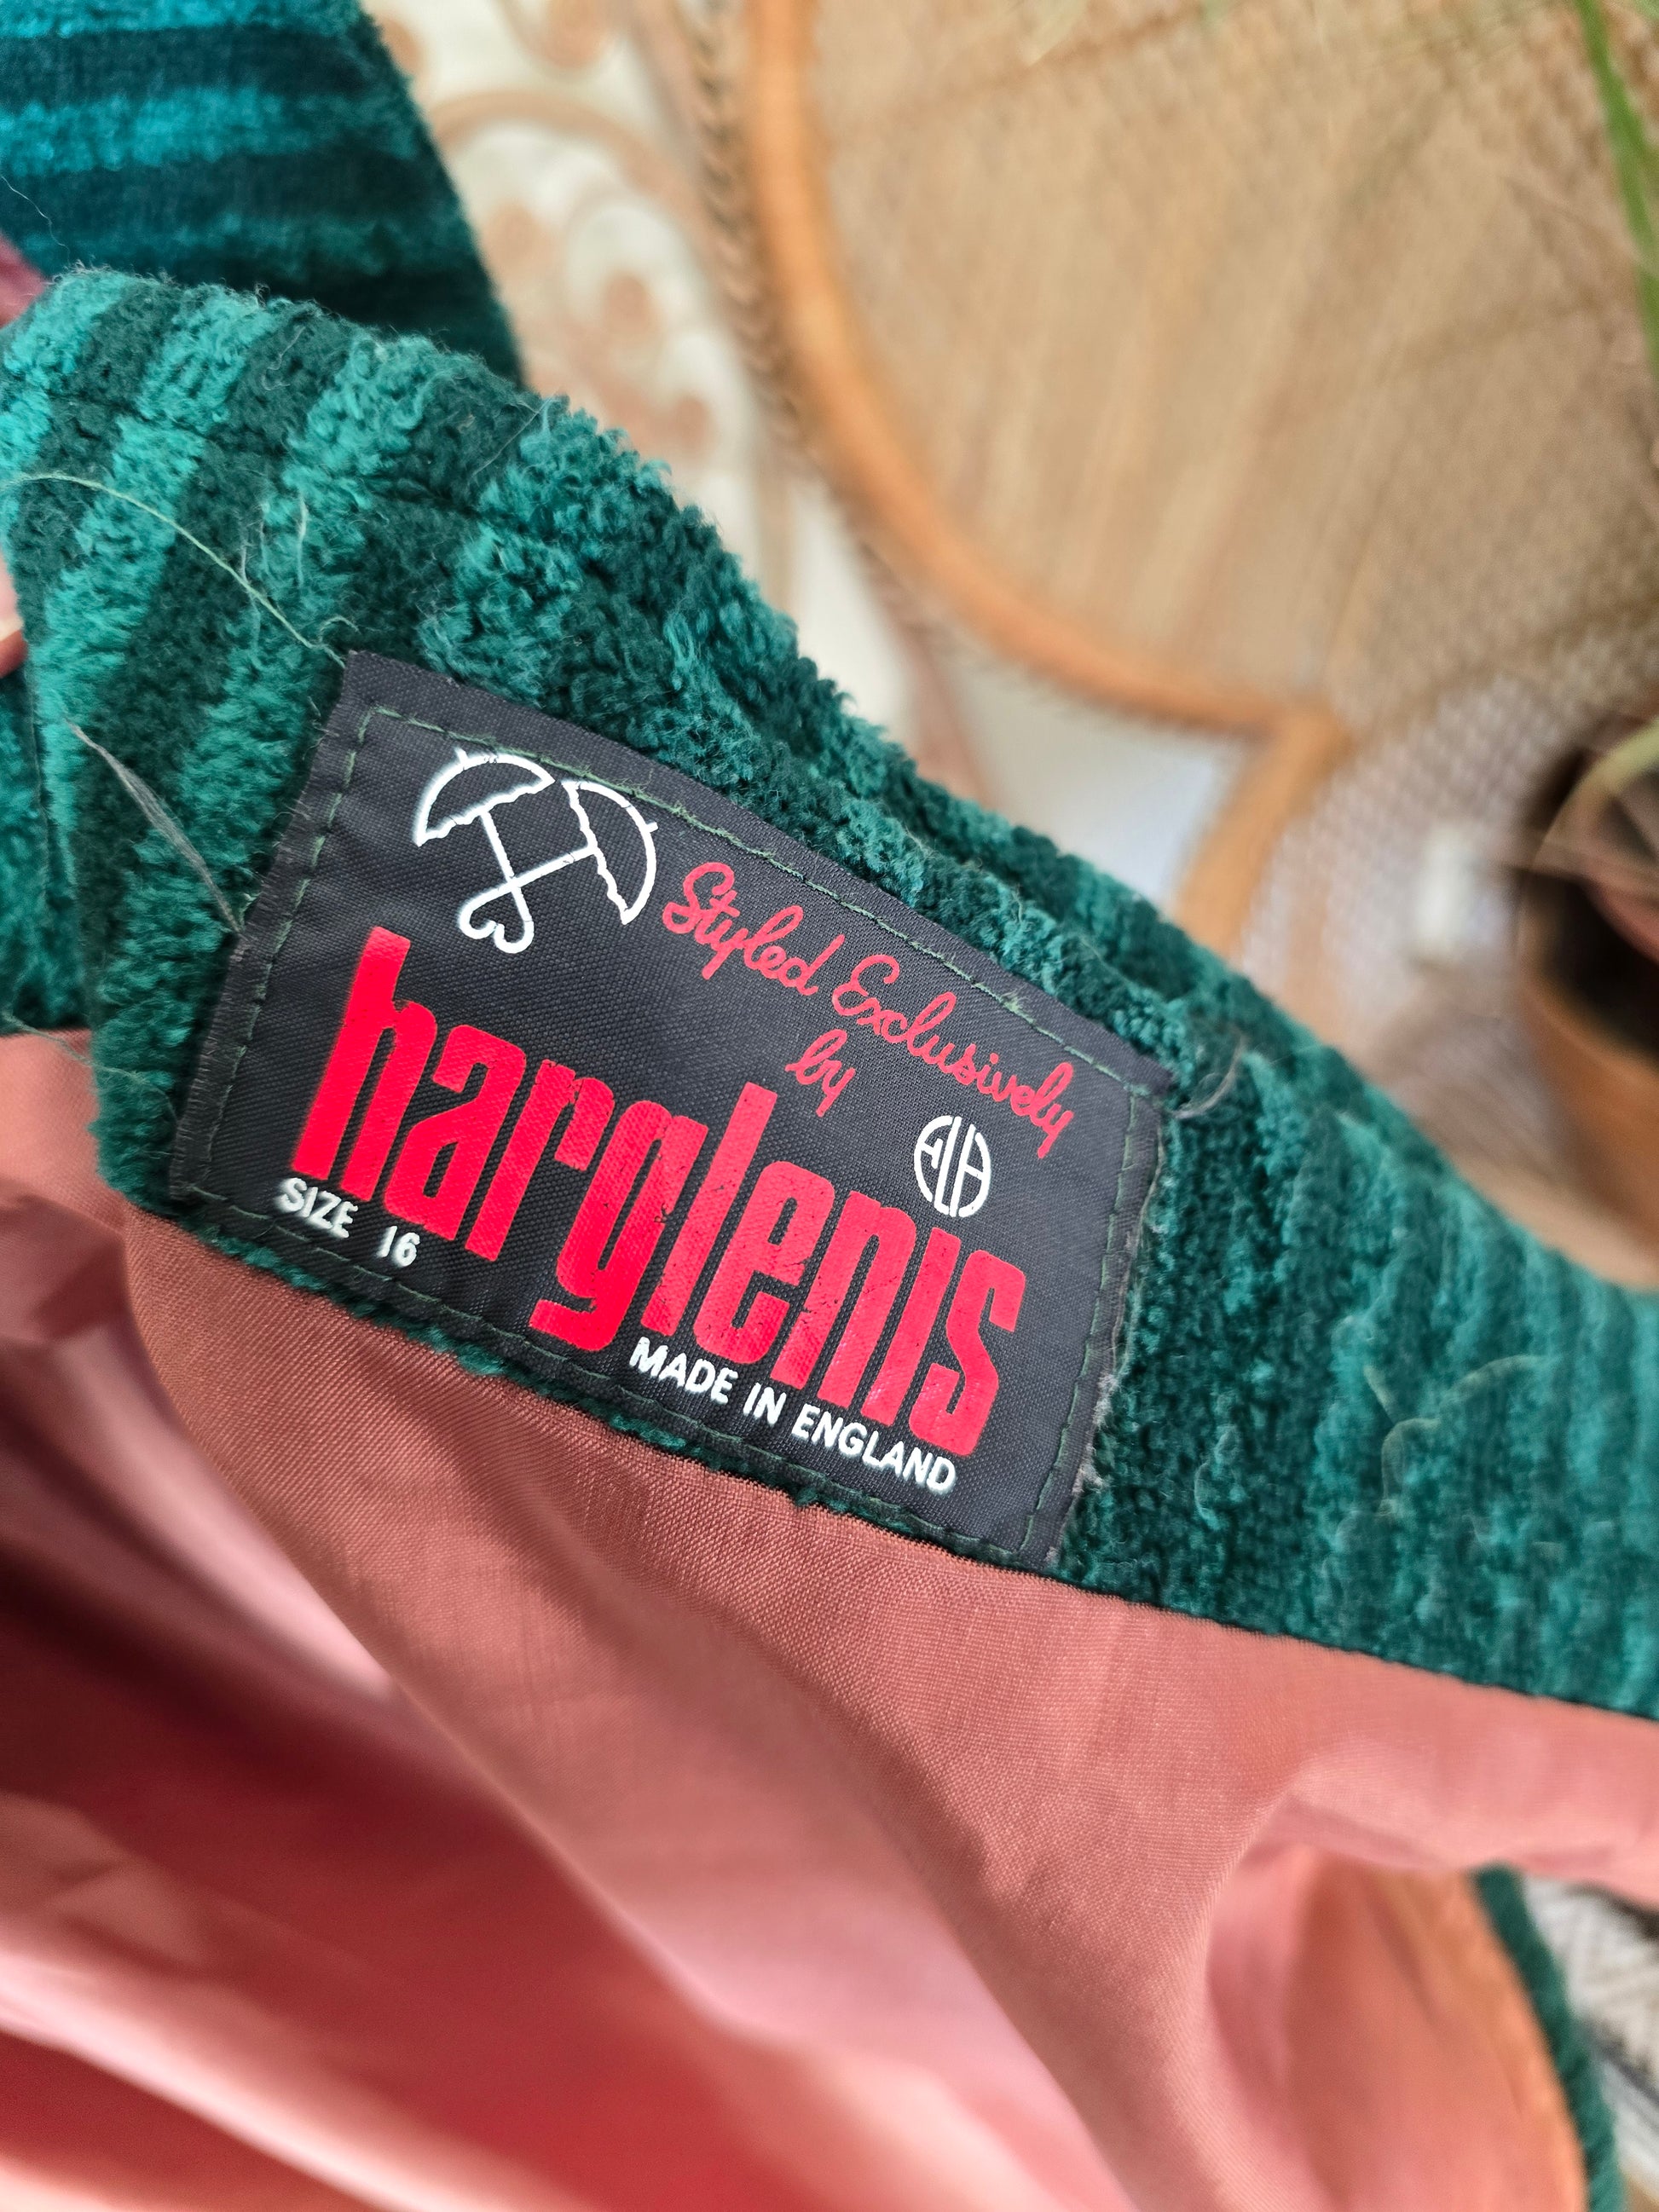 Styled Exclusively
by
harglenis
SIZE 16
MADE IN ENGLAND